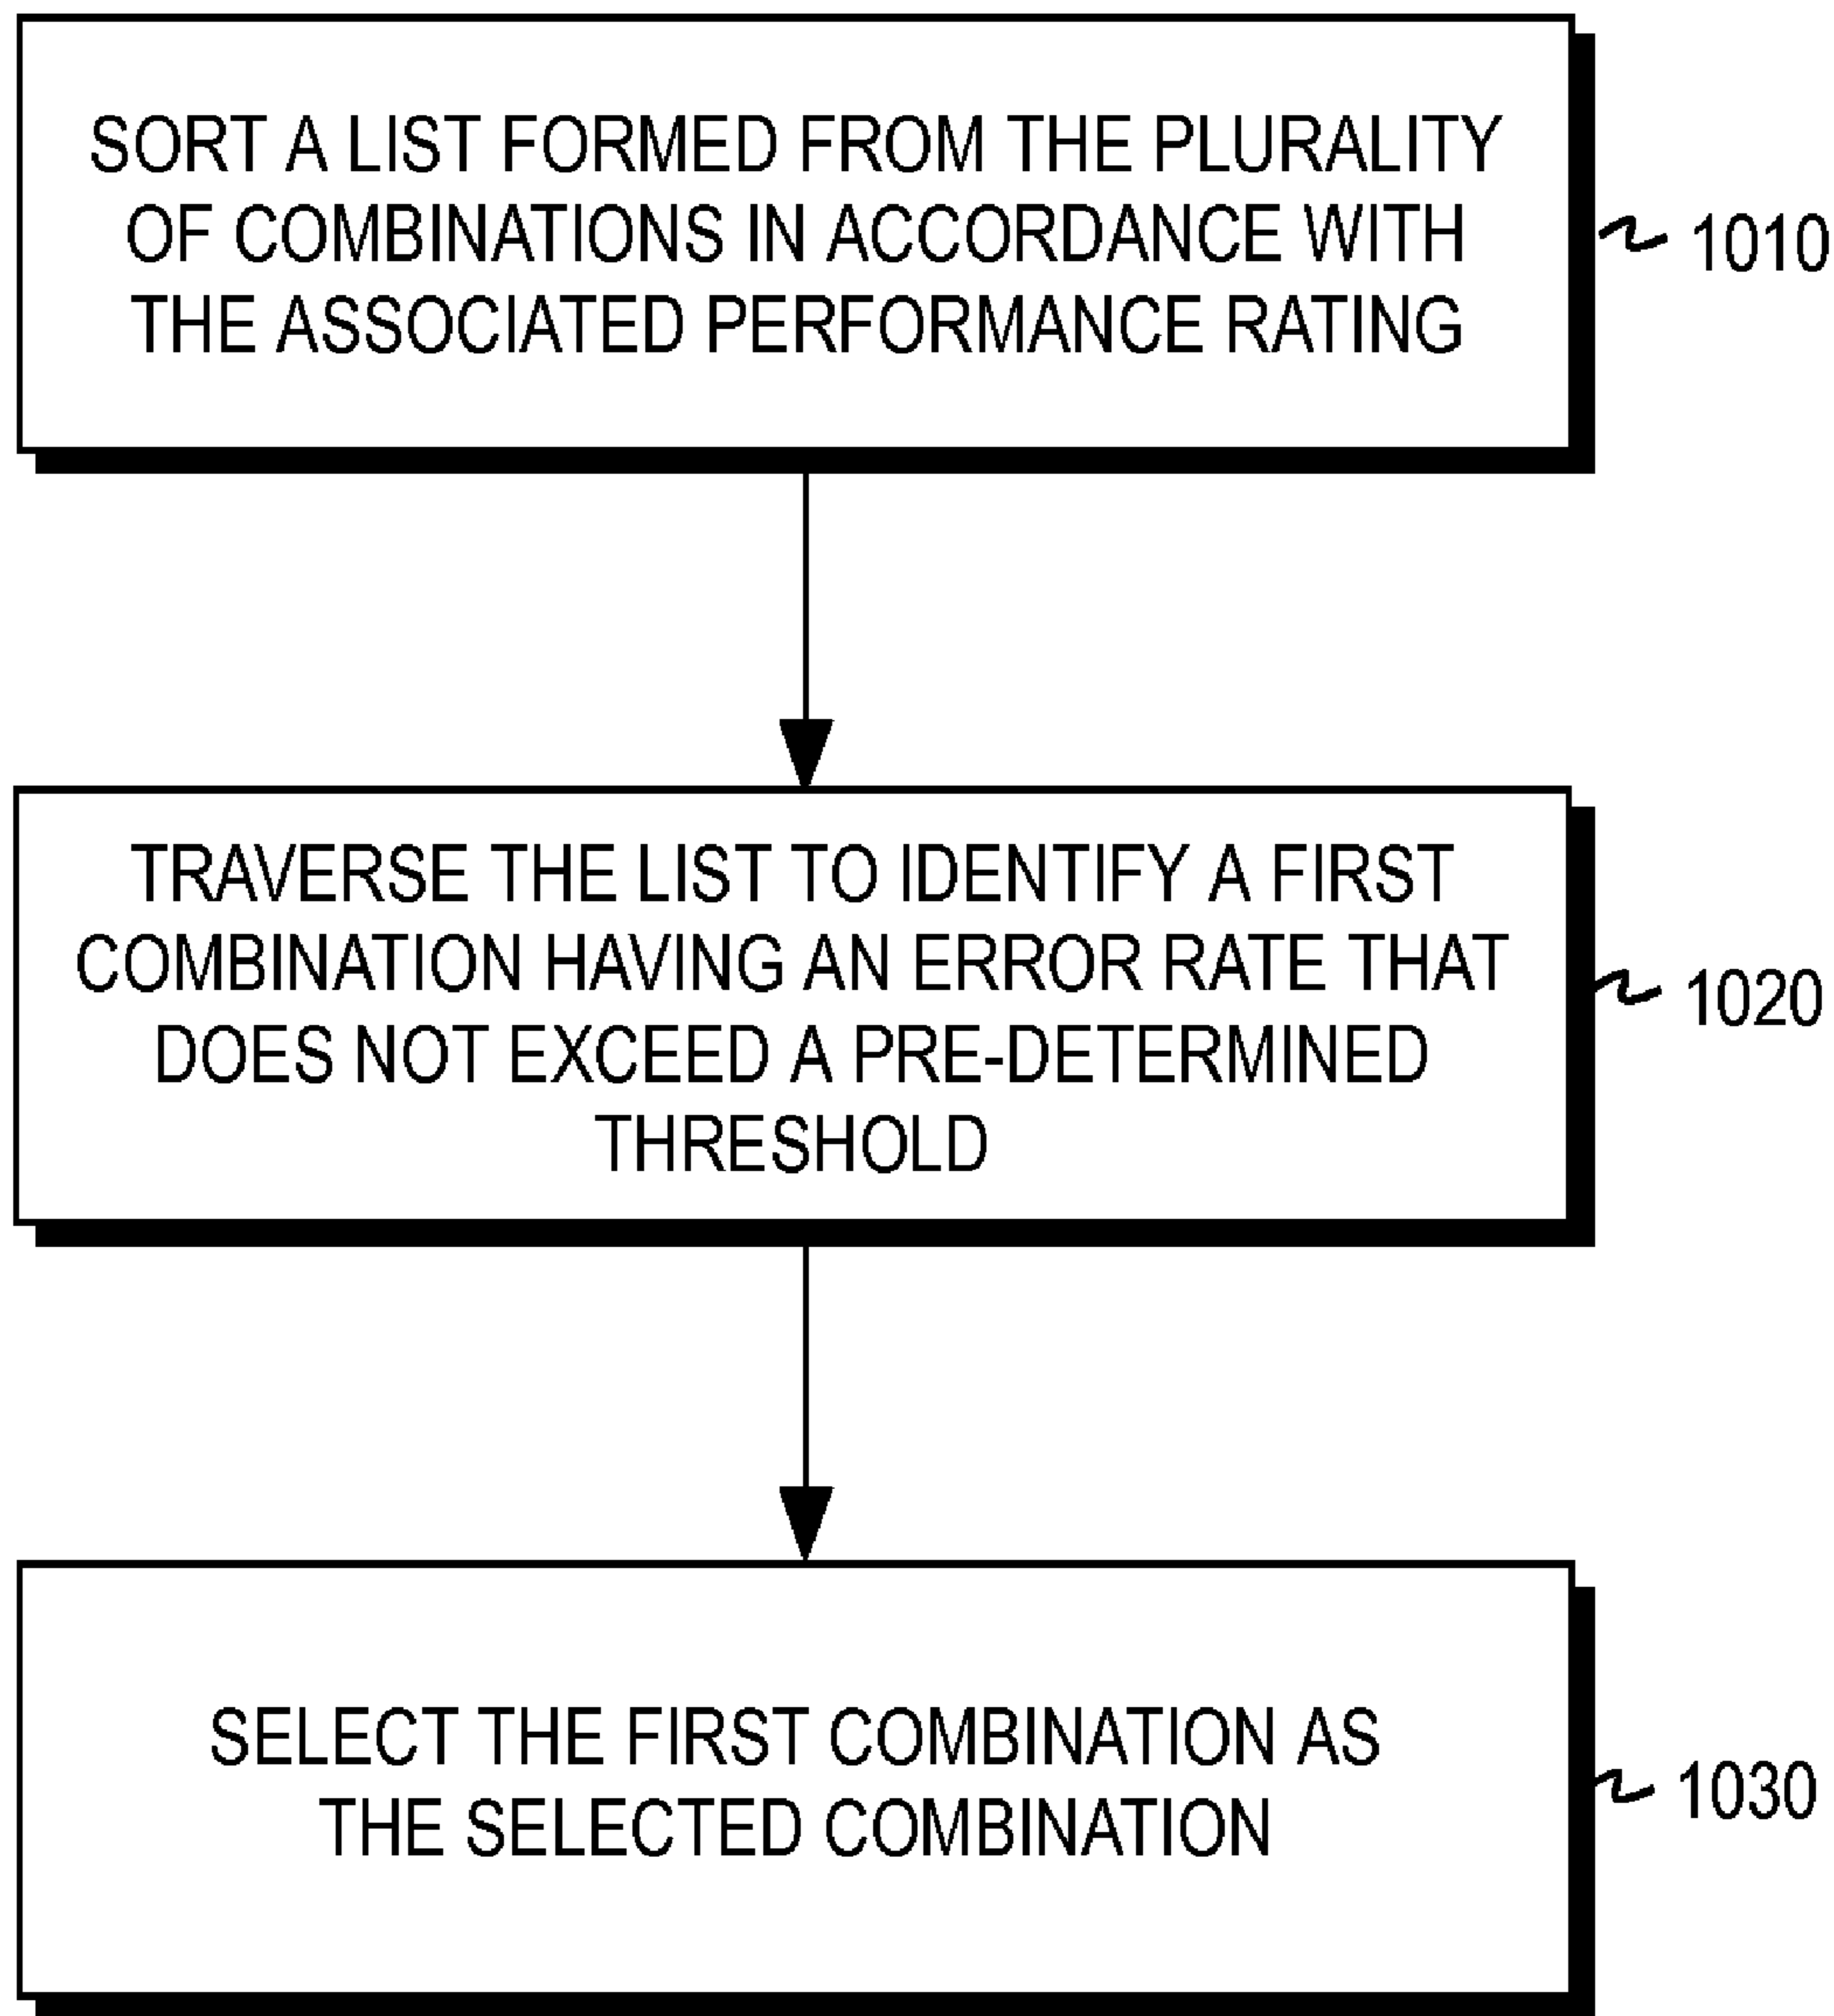 SORT A LIST FORMED FROM THE PLURALITY
OF COMBINATIONS IN ACCORDANCE WITH
THE ASSOCIATED PERFORMANCE RATING
1010
TRAVERSE THE LIST TO IDENTIFY A FIRST
COMBINATION HAVING AN ERROR RATE THAT
DOES NOT EXCEED A PRE-DETERMINED
THRESHOLD
1020
SELECT THE FIRST COMBINATION AS
THE SELECTED COMBINATION
1030